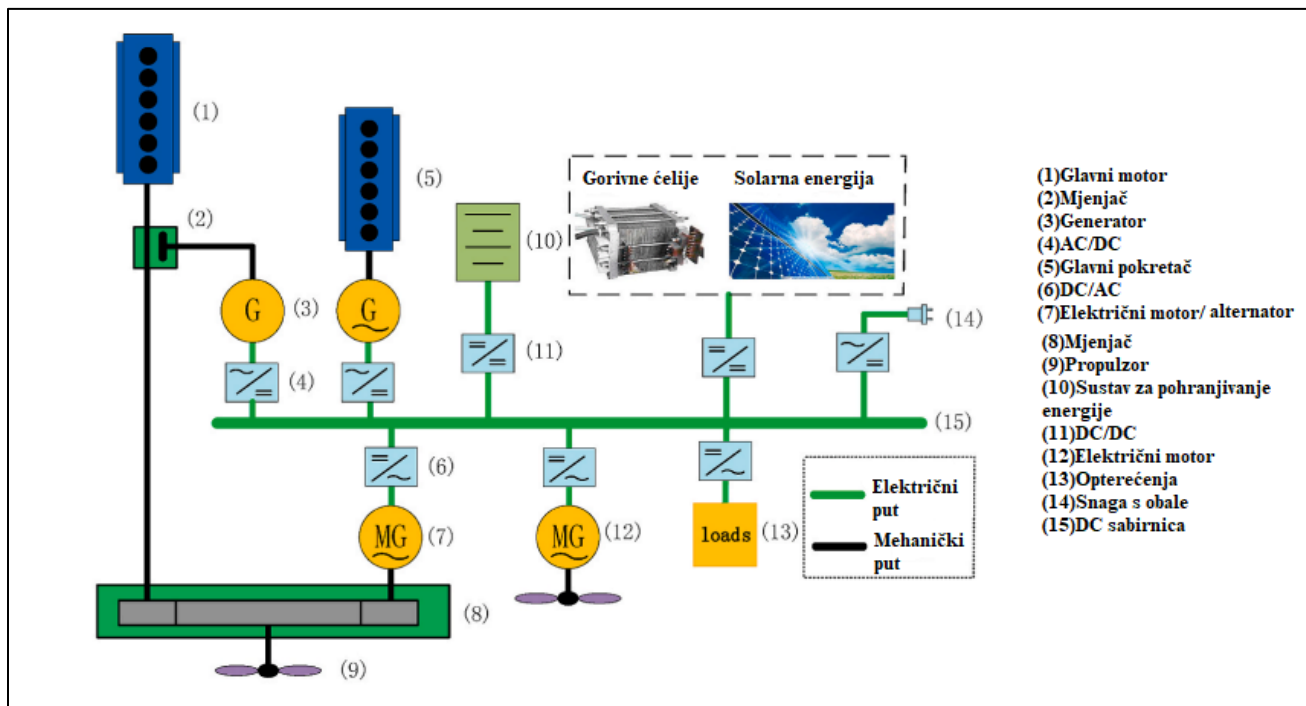 (1)
(2)
(3)
(4)
(5)
(10)
(11)
Gorivne ćelije
Solarna energija
(14)
G
G
(15)
(6)
MG
(7)
MG
(12)
loads
(13)
(8)
(9)
Električni
put
Mehanički
put
(1)Glavni motor
(2)Mjenjač
(3)Generator
(4)AC/DC
(5)Glavni pokretač
(6)DC/AC
(7)Električni motor/ alternator
(8)Mjenjač
(9)Propulzor
(10)Sustav za pohranjivanje
energije
(11)DC/DC
(12)Električni motor
(13)Opterećenja
(14)Snaga s obale
(15)DC sabirnica